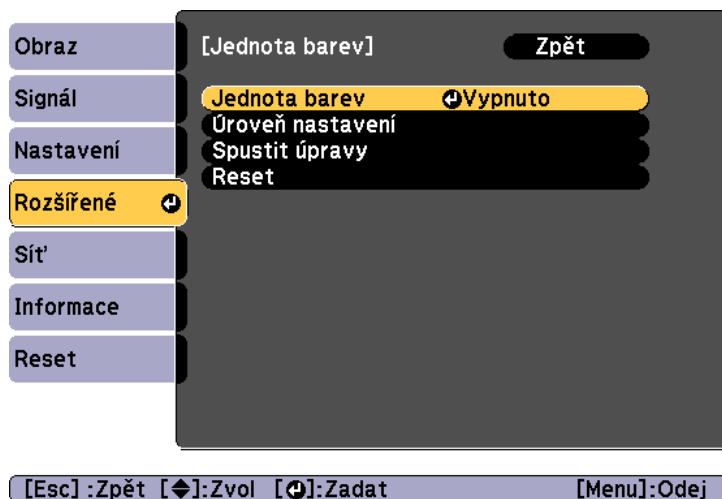 Obraz
Signál
Nastavení
Rozšířené
Síť
Informace
Reset
[Jednota barev] Zpět
Jednota barev Vypnuto
Úroveň nastavení
Spustit úpravy
Reset
[Esc] :Zpět [◆]:Zvol [↵]:Zadat [Menu]:Odej